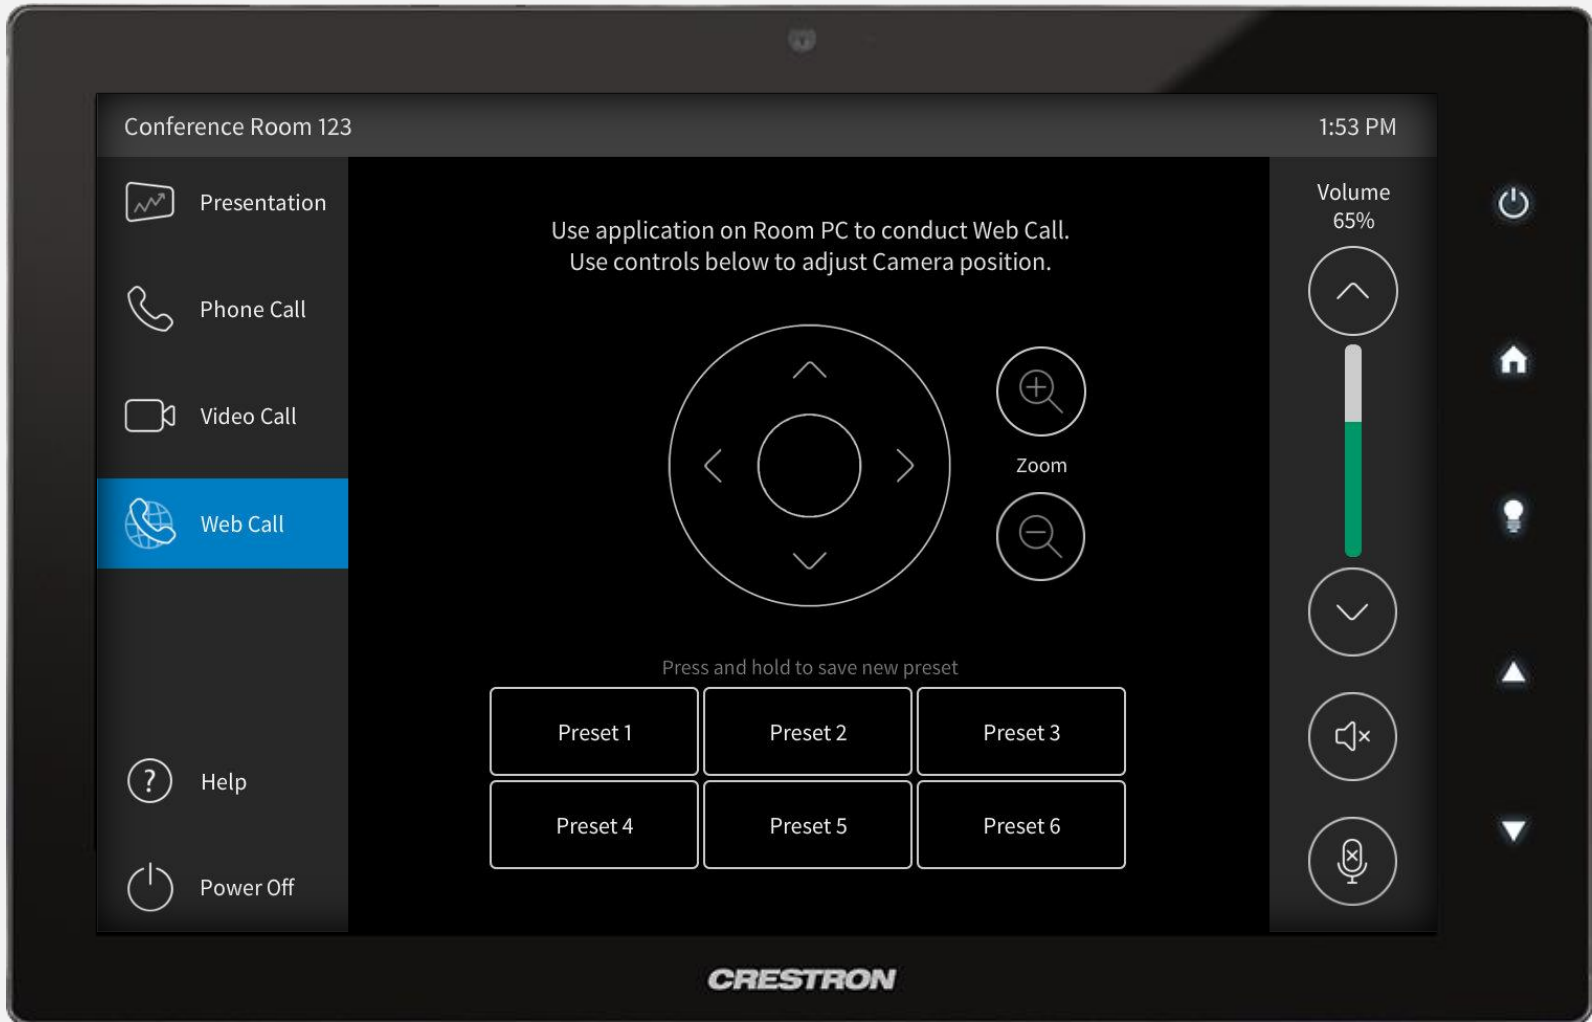 Conference Room 123
1:53 PM
Presentation
Phone Call
Video Call
Web Call
Help
Power Off
Use application on Room PC to conduct Web Call.
Use controls below to adjust Camera position.
Zoom
Press and hold to save new preset
Preset 1
Preset 2
Preset 3
Preset 4
Preset 5
Preset 6
Volume
65%
CRESTRON